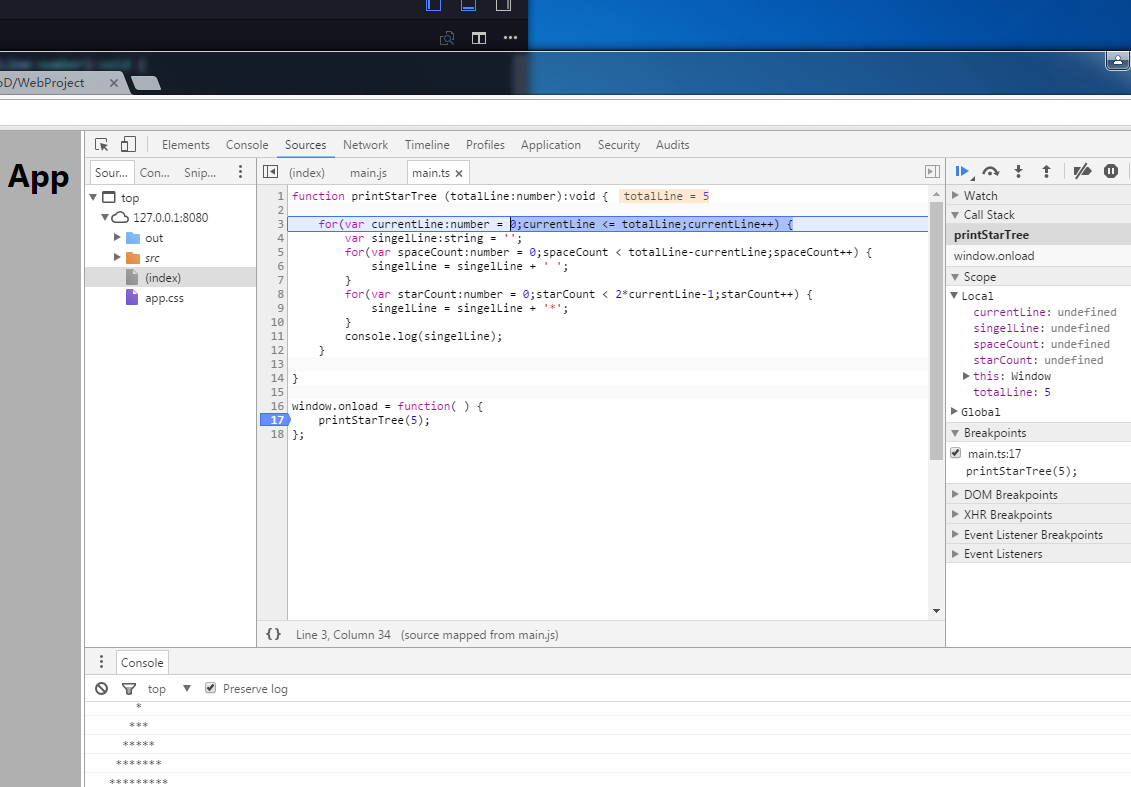 /WebProject
App
Elements Console Sources Network Timeline Profiles Application Security Audits
Sour... Con... Snip...
(index) main.js main.ts
top
127.0.0.1:8080
out
src
(index)
app.css
1 function printStarTree (totalLine:number):void { totalLine = 5
2
3 for(var currentLine:number = 0;currentLine <= totalLine;currentLine++) {
4 var singelLine:string = '';
5 for(var spaceCount:number = 0;spaceCount < totalLine-currentLine;spaceCount++) {
6 singelLine = singelLine + ' ';
7 }
8 for(var starCount:number = 0;starCount < 2*currentLine-1;starCount++) {
9 singelLine = singelLine + '*';
10 }
11 console.log(singelLine);
12 }
13
14 }
15
16 window.onload = function( ) {
17 printStarTree(5);
18 };
{} Line 3, Column 34 (source mapped from main.js)
Watch
Call Stack
printStarTree
window.onload
Scope
Local
currentLine: undefined
singelLine: undefined
spaceCount: undefined
starCount: undefined
this: Window
totalLine: 5
Global
Breakpoints
main.ts:17
printStarTree(5);
DOM Breakpoints
XHR Breakpoints
Event Listener Breakpoints
Event Listeners
Console
top Preserve log
*
***
*****
*******
*********